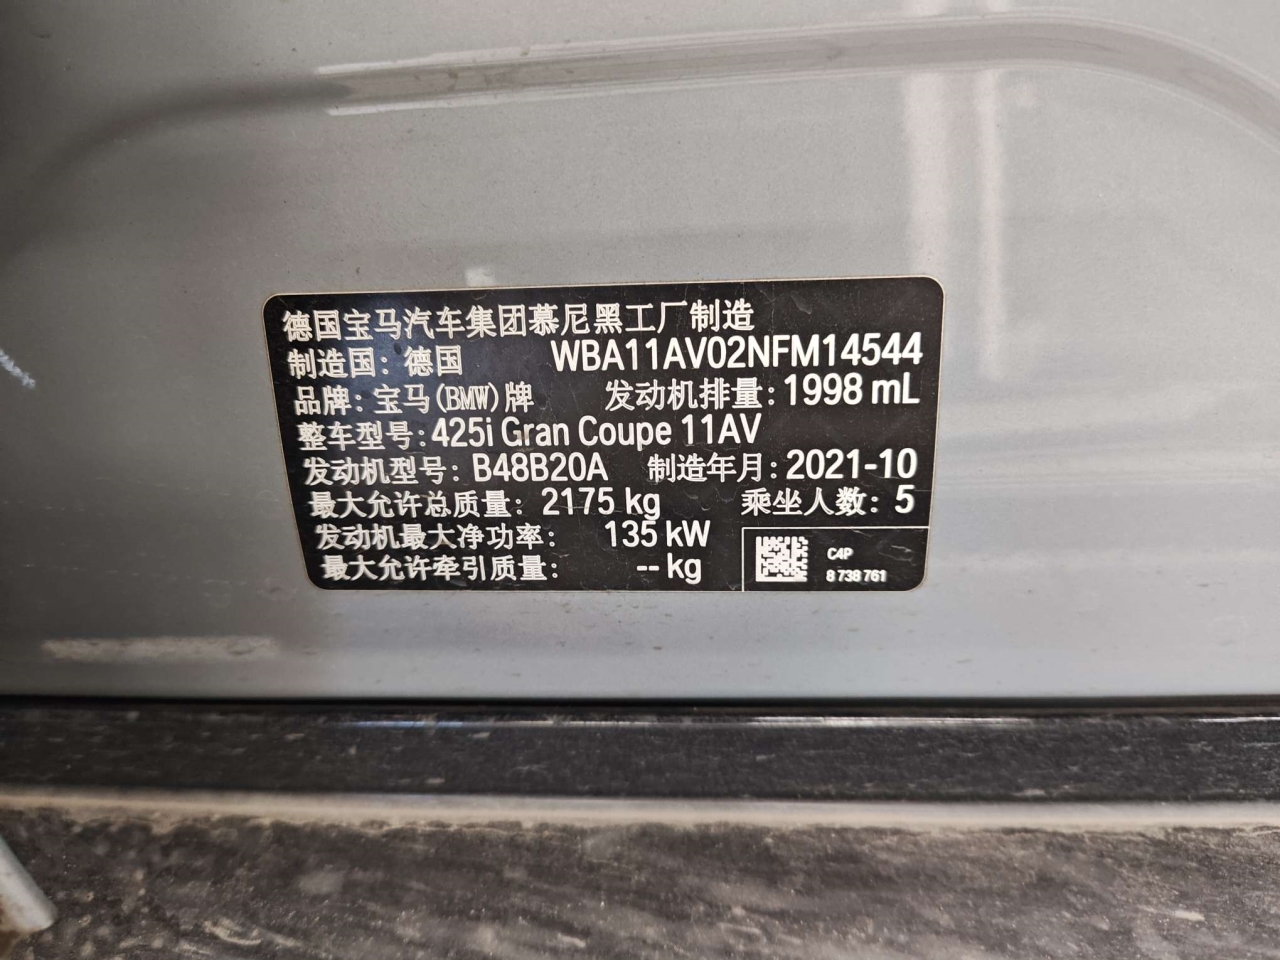 德国宝马汽车集团慕尼黑工厂制造
制造国：德国 WBA11AV02NFM14544
品牌：宝马(BMW)牌 发动机排量：1998 mL
整车型号：425i Gran Coupe 11AV
发动机型号：B48B20A 制造年月：2021-10
最大允许总质量：2175 kg 乘坐人数：5
发动机最大净功率：135 kW
最大允许牵引质量：-- kg
C4P
8 738 761